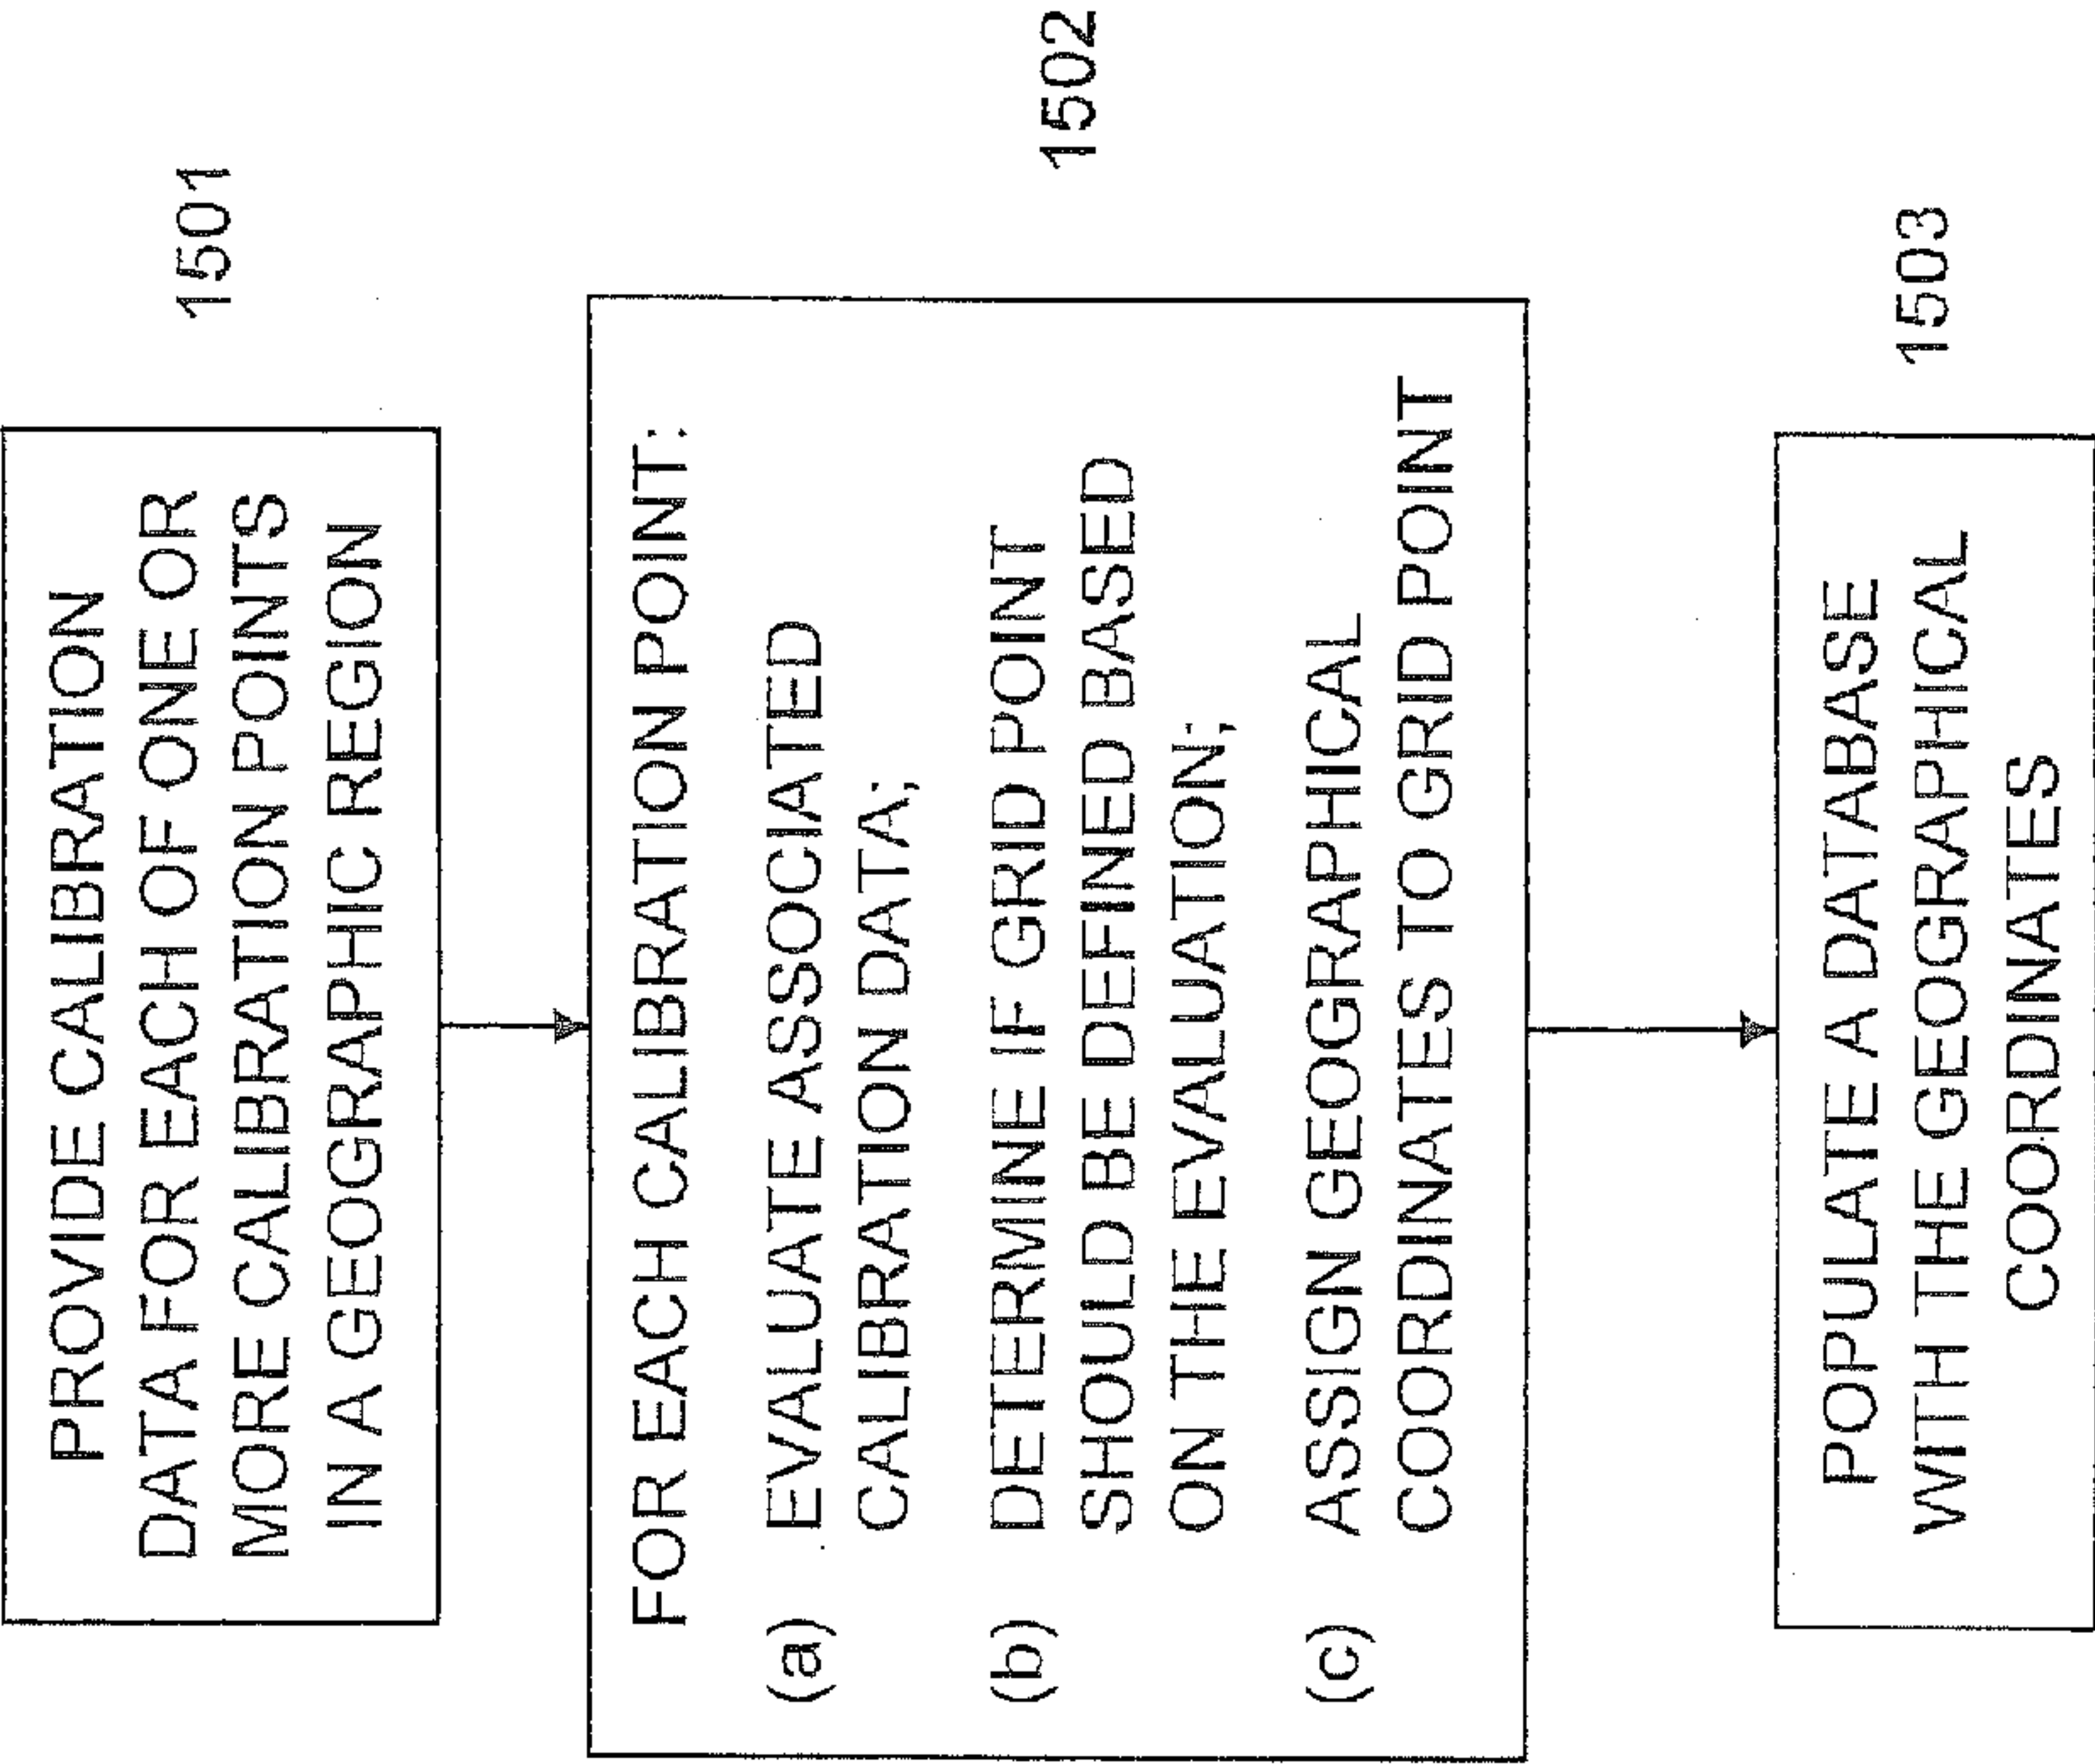 PROVIDE CALIBRATION
DATA FOR EACH OF ONE OR
MORE CALIBRATION POINTS
IN A GEOGRAPHIC REGION
1501
FOR EACH CALIBRATION POINT:
(a) EVALUATE ASSOCIATED
CALIBRATION DATA;
(b) DETERMINE IF GRID POINT
SHOULD BE DEFINED BASED
ON THE EVALUATION;
(c) ASSIGN GEOGRAPHICAL
COORDINATES TO GRID POINT
1502
POPULATE A DATABASE
WITH THE GEOGRAPHICAL
COORDINATES
1503